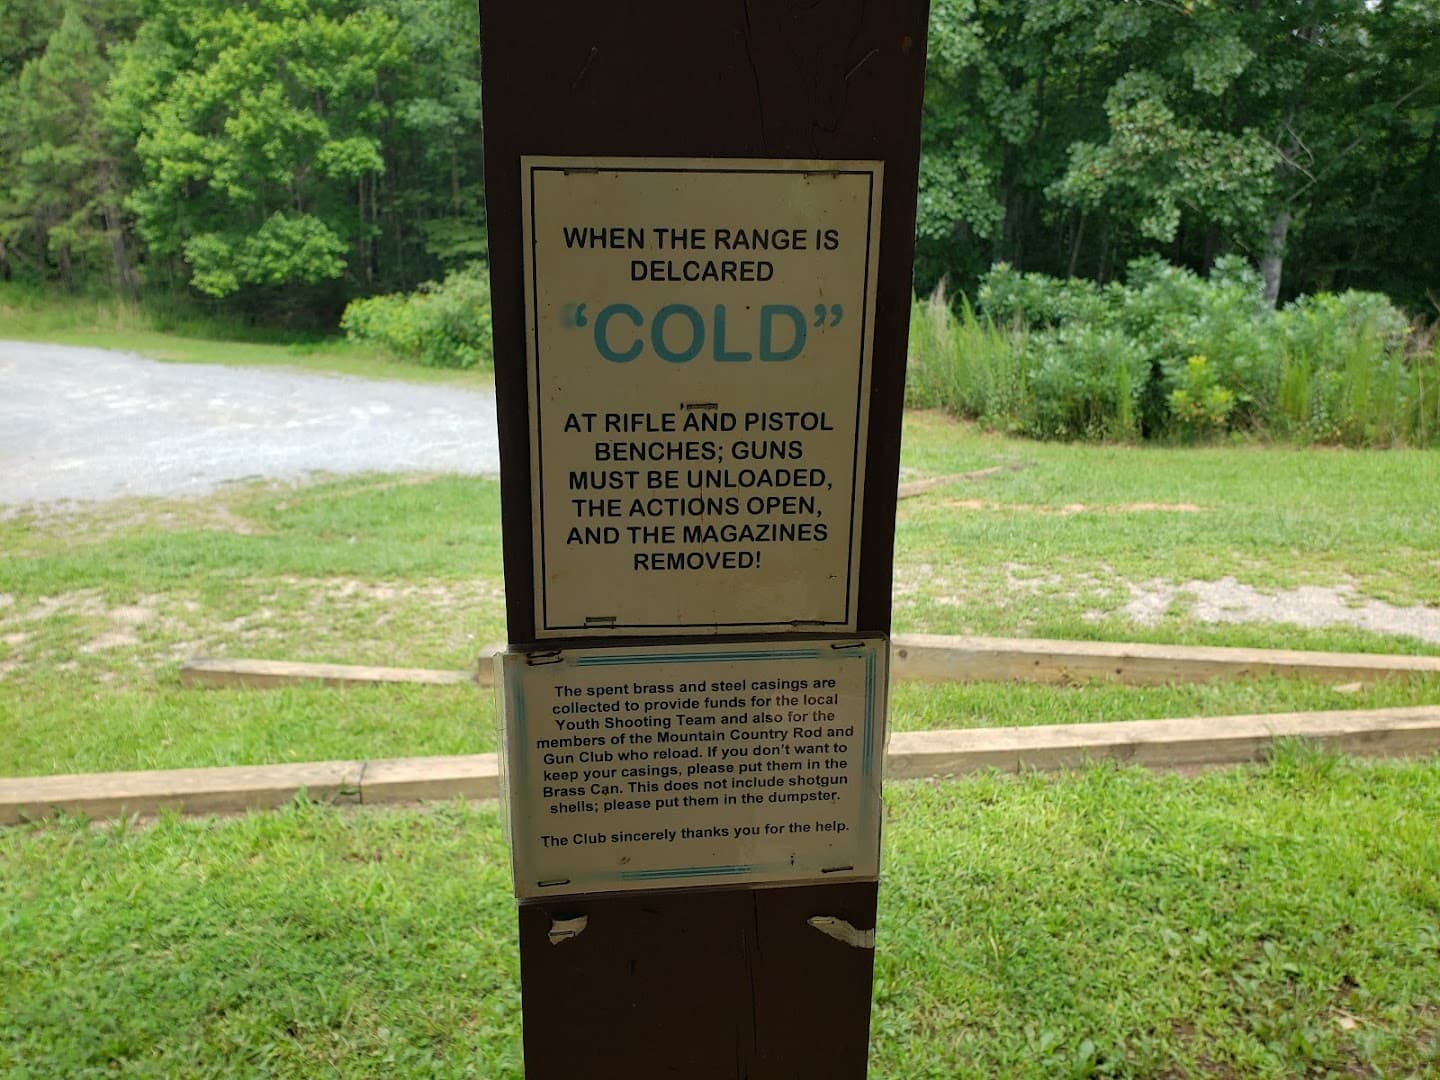 WHEN THE RANGE IS
DELCARED
“COLD”
AT RIFLE AND PISTOL
BENCHES; GUNS
MUST BE UNLOADED,
THE ACTIONS OPEN,
AND THE MAGAZINES
REMOVED!
The spent brass and steel casings are
collected to provide funds for the local
Youth Shooting Team and also for the
members of the Mountain Country Rod and
Gun Club who reload. If you don't want to
keep your casings, please put them in the
Brass Can. This does not include shotgun
shells; please put them in the dumpster.
The Club sincerely thanks you for the help.